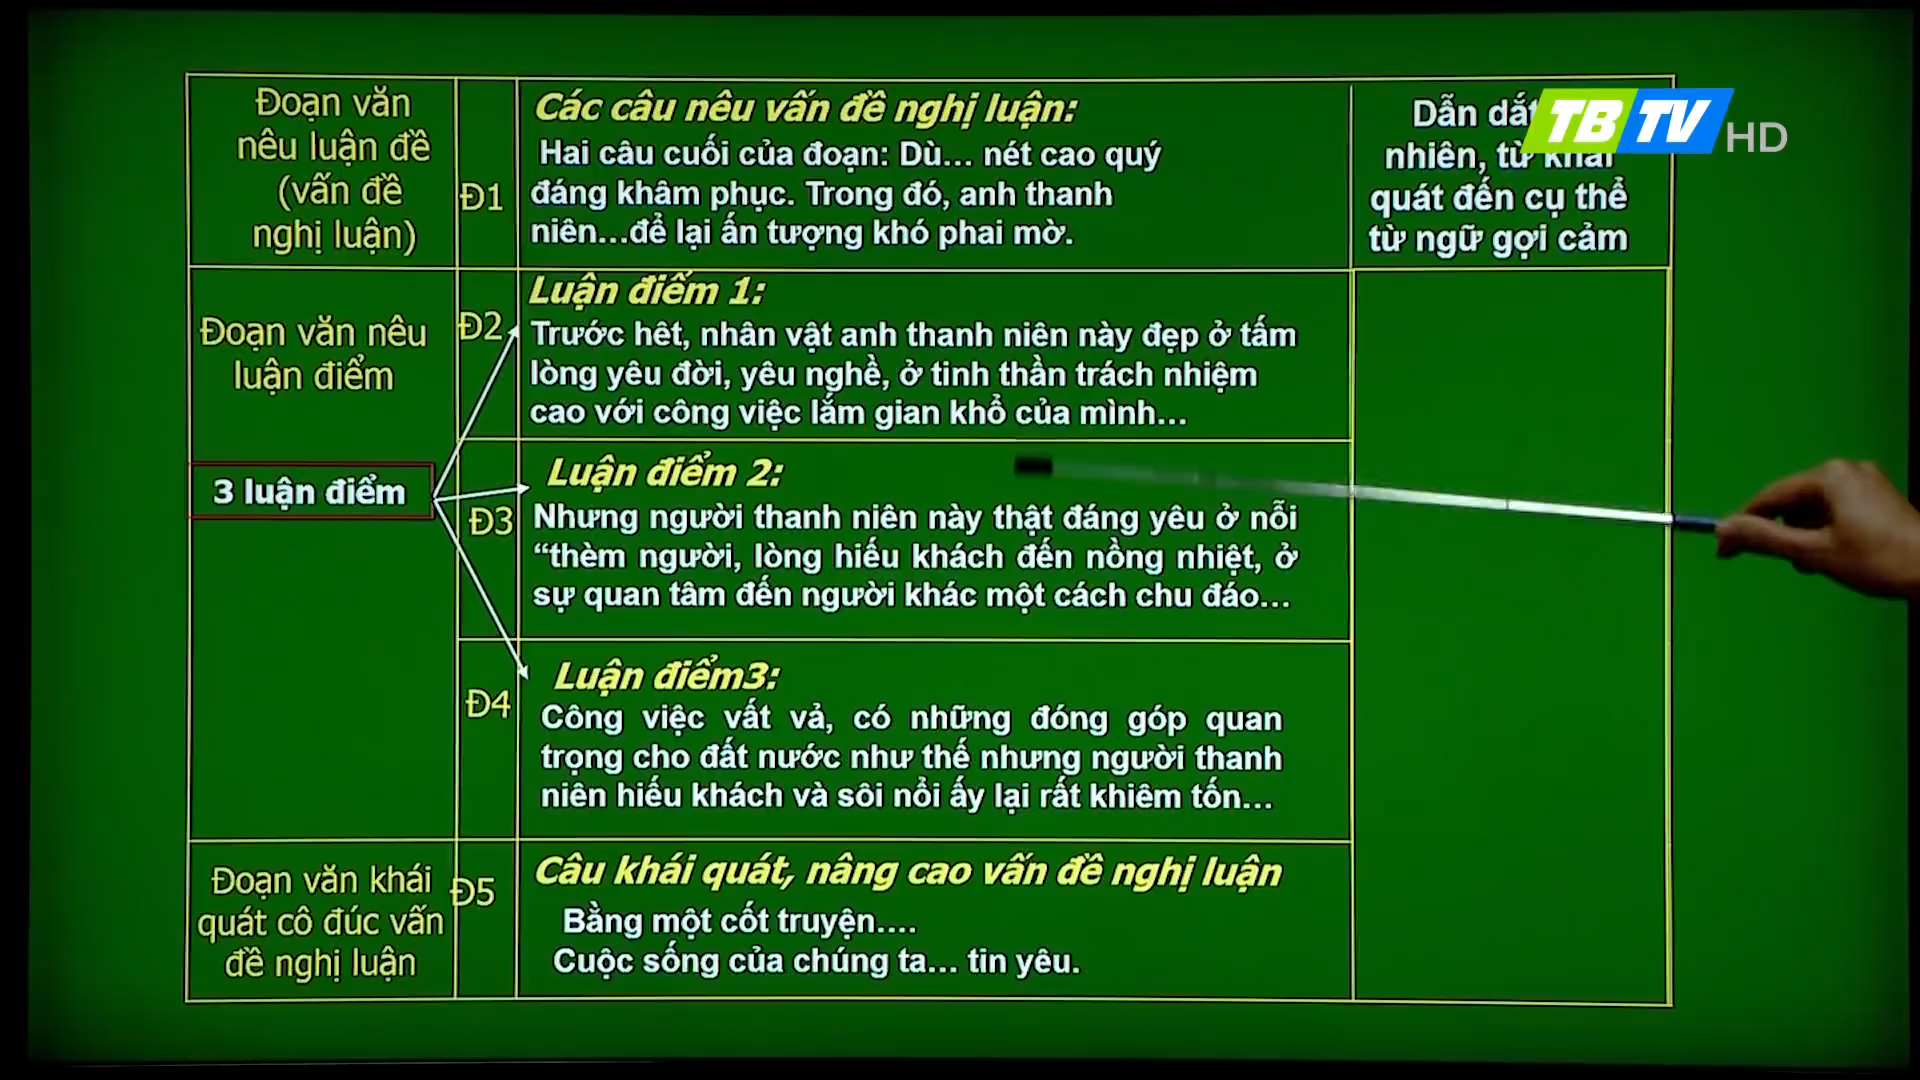 Đoạn văn
nêu luận đề
(vấn đề
nghị luận)
Đ1
Các câu nêu vấn đề nghị luận:
Hai câu cuối của đoạn: Dù... nét cao quý
đáng khâm phục. Trong đó, anh thanh
niên...để lại ấn tượng khó phai mờ.
Dẫn dắt
nhiên, từ khái
quát đến cụ thể
từ ngữ gợi cảm
TBTV HD
Đoạn văn nêu
luận điểm
3 luận điểm
Đ2
Luận điểm 1:
Trước hêt, nhân vật anh thanh niên này đẹp ở tấm
lòng yêu đời, yêu nghề, ở tinh thần trách nhiệm
cao với công việc lắm gian khổ của mình...
Đ3
Luận điểm 2:
Nhưng người thanh niên này thật đáng yêu ở nỗi
“thèm người, lòng hiếu khách đến nồng nhiệt, ở
sự quan tâm đến người khác một cách chu đáo...
Đ4
Luận điểm3:
Công việc vất vả, có những đóng góp quan
trọng cho đất nước như thế nhưng người thanh
niên hiếu khách và sôi nổi ấy lại rất khiêm tốn...
Đoạn văn khái
quát cô đúc vấn
đề nghị luận
Đ5
Câu khái quát, nâng cao vấn đề nghị luận
Bằng một cốt truyện....
Cuộc sống của chúng ta... tin yêu.